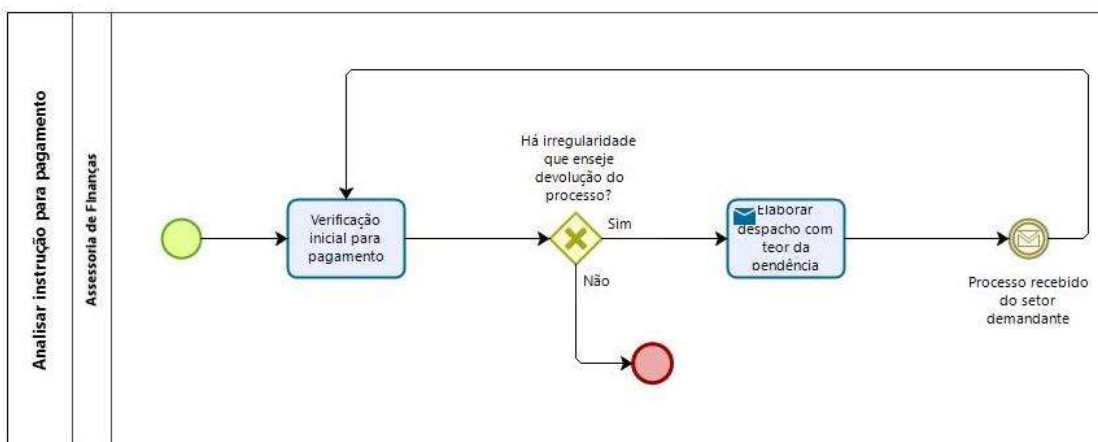 Analisar instrução para pagamento
Assessoria de FInanças
Verificação
inicial para
pagamento
Há irregularidade
que enseje
devolução do
processo?
Sim
Não
Elaborar
despacho com
teor da
pendência
Processo recebido
do setor
demandante